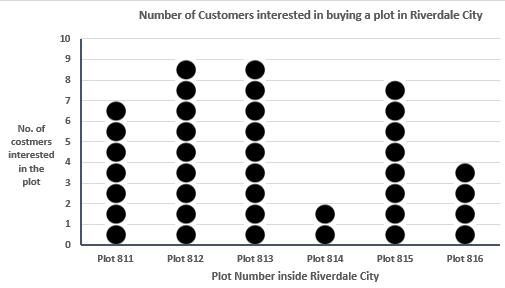 Number of Customers interested in buying a plot in Riverdale City
10
9
8
7
6
5
4
3
2
1
0
No. of
costmers
interested
in the
plot
Plot 811 Plot 812 Plot 813 Plot 814 Plot 815 Plot 816
Plot Number inside Riverdale City